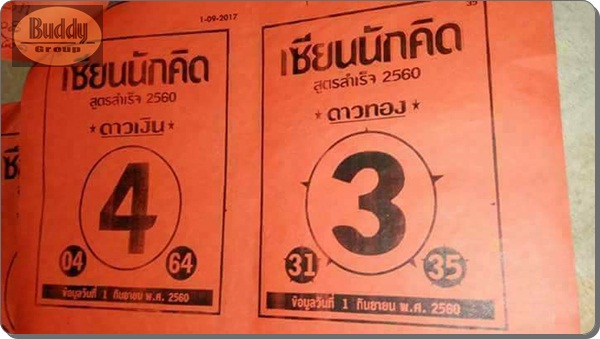 Buddy
Group
1-09-2017
เซียนนักคิด
สูตรสำเร็จ 2560
★ ดาวเงิน ★
4
04 64
ข้อมูลวันที่ 1 กันยายน พ.ศ. 2560
เซียนนักคิด
สูตรสำเร็จ 2560
★ ดาวทอง ★
3
31 35
ข้อมูลวันที่ 1 กันยายน พ.ศ. 2560